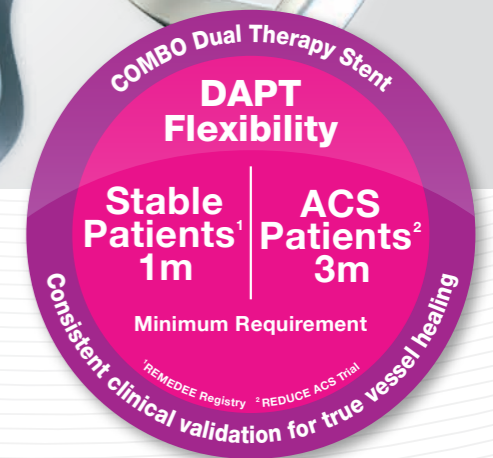 COMBO Dual Therapy Stent
DAPT
Flexibility
Stable
Patients¹
1m
ACS
Patients²
3m
Minimum Requirement
¹REMEDEE Registry ²REDUCE ACS Trial
Consistent clinical validation for true vessel healing